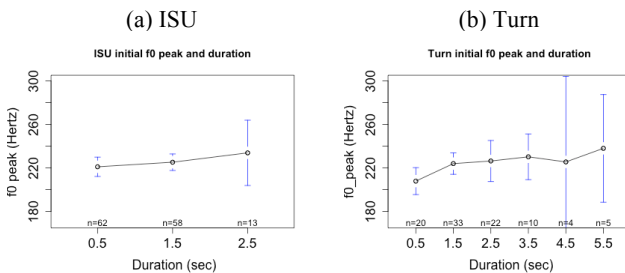 (a) ISU
ISU initial f0 peak and duration
f0 peak (Hertz)
300
260
220
180
n=62 n=58 n=13
0.5 1.5 2.5
Duration (sec)
(b) Turn
Turn initial f0 peak and duration
f0_peak (Hertz)
300
260
220
180
n=20 n=33 n=22 n=10 n=4 n=5
0.5 1.5 2.5 3.5 4.5 5.5
Duration (sec)